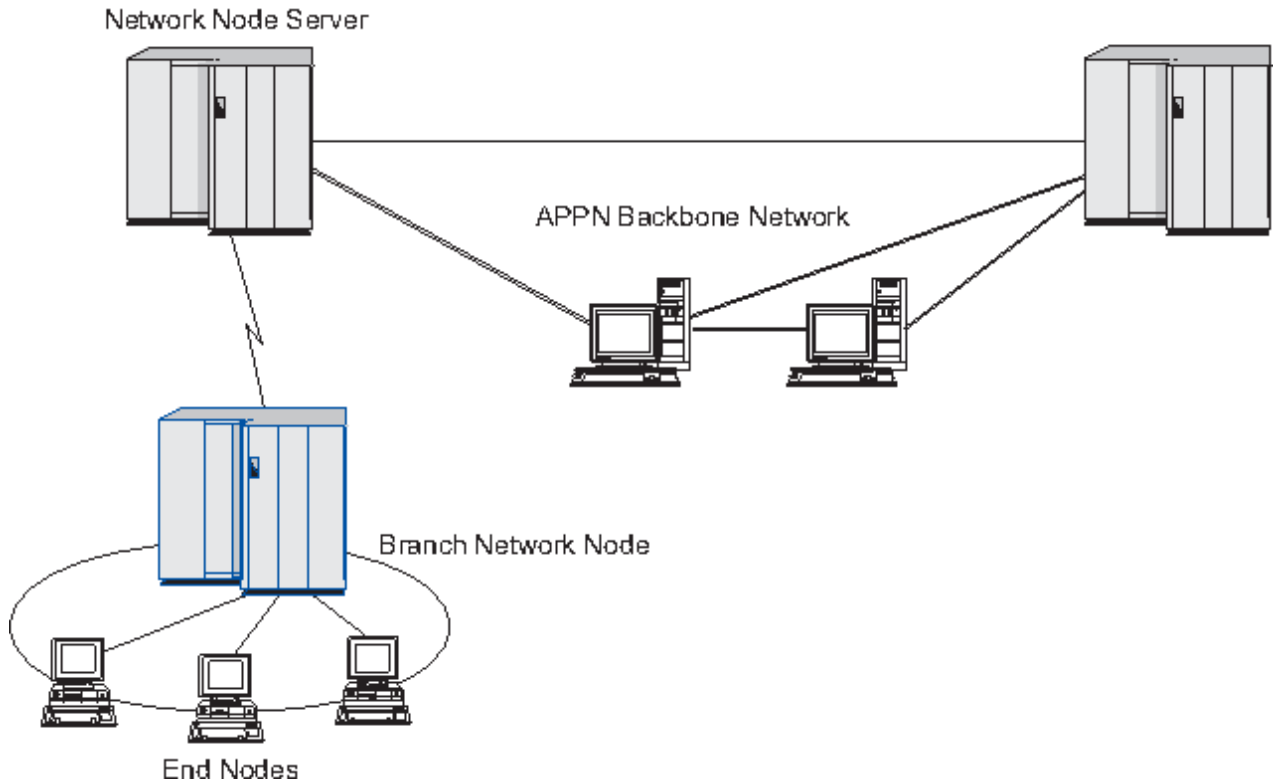 Network Node Server
APPN Backbone Network
Branch Network Node
End Nodes